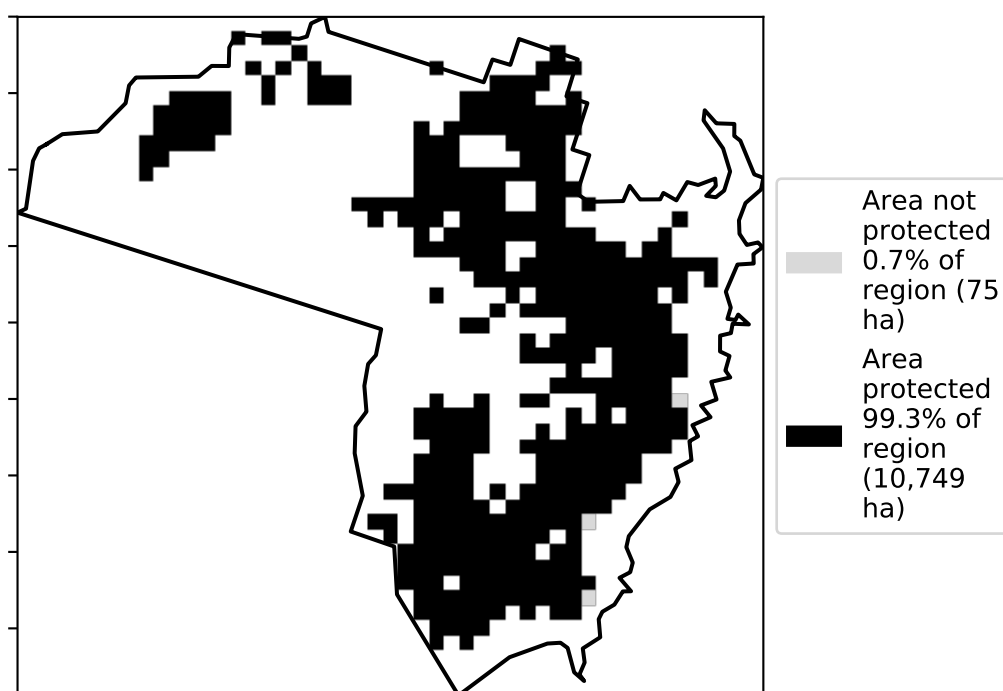 Area not
protected
0.7% of
region (75
ha)
Area
protected
99.3% of
region
(10,749
ha)